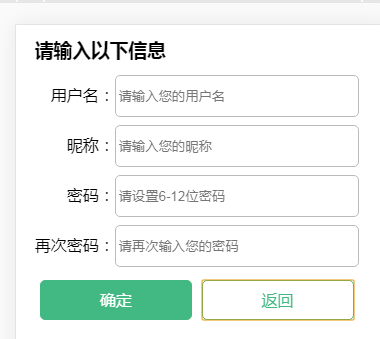 请输入以下信息
用户名： 请输入您的用户名
昵称： 请输入您的昵称
密码： 请设置6-12位密码
再次密码： 请再次输入您的密码
确定 返回